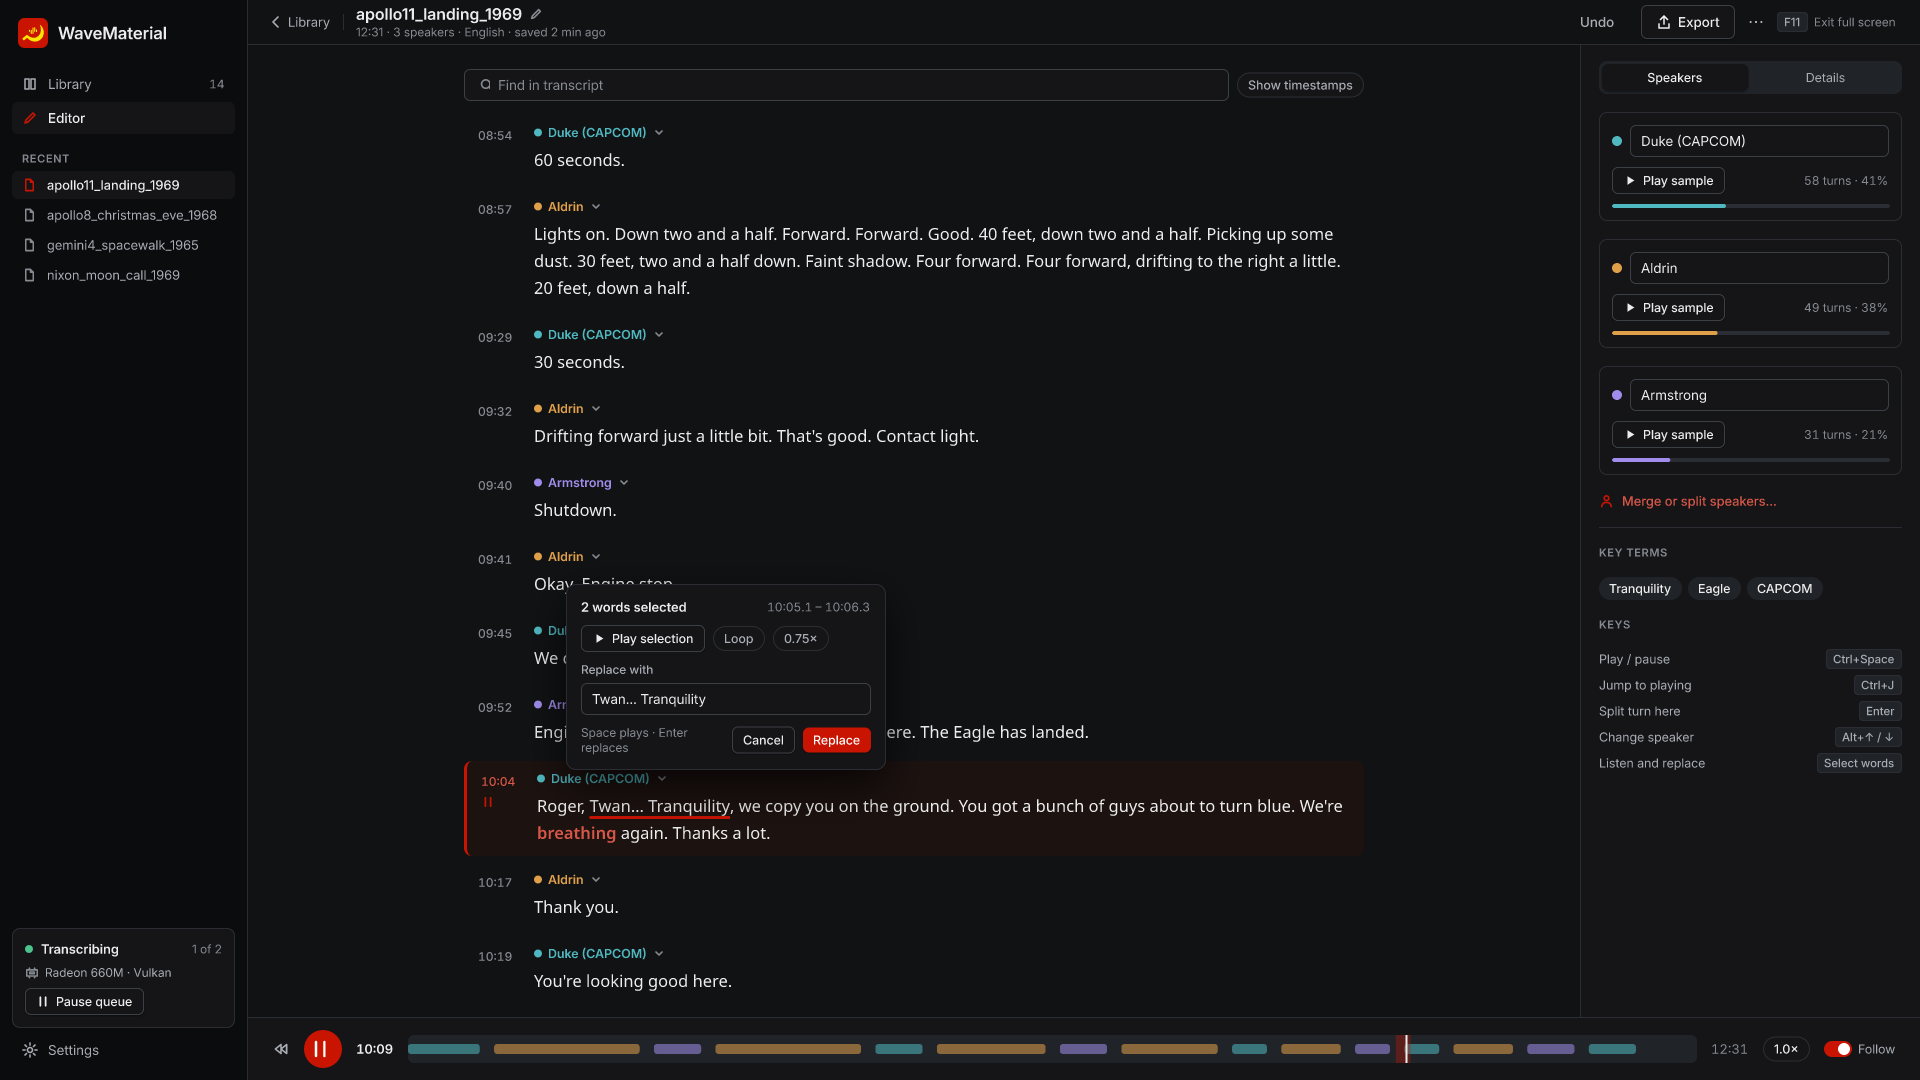 WaveMaterial
Library 14
Editor
RECENT
apollo11_landing_1969
apollo8_christmas_eve_1968
gemini4_spacewalk_1965
nixon_moon_call_1969
Transcribing 1 of 2
Radeon 660M · Vulkan
Pause queue
Settings
Library
apollo11_landing_1969
12:31 · 3 speakers · English · saved 2 min ago
Undo
Export
F11 Exit full screen
Find in transcript
Show timestamps
08:54 Duke (CAPCOM)
60 seconds.
08:57 Aldrin
Lights on. Down two and a half. Forward. Forward. Good. 40 feet, down two and a half. Picking up some
dust. 30 feet, two and a half down. Faint shadow. Four forward. Four forward, drifting to the right a little.
20 feet, down a half.
09:29 Duke (CAPCOM)
30 seconds.
09:32 Aldrin
Drifting forward just a little bit. That's good. Contact light.
09:40 Armstrong
Shutdown.
09:41 Aldrin
Okay. Engine stop.
09:45 Du
We
09:52 Ar
Engi ere. The Eagle has landed.
2 words selected 10:05.1 – 10:06.3
Play selection Loop 0.75×
Replace with
Twan... Tranquility
Space plays · Enter
replaces
Cancel Replace
10:04 Duke (CAPCOM)
Roger, Twan... Tranquility, we copy you on the ground. You got a bunch of guys about to turn blue. We're
breathing again. Thanks a lot.
10:17 Aldrin
Thank you.
10:19 Duke (CAPCOM)
You're looking good here.
Speakers Details
Duke (CAPCOM)
Play sample 58 turns · 41%
Aldrin
Play sample 49 turns · 38%
Armstrong
Play sample 31 turns · 21%
Merge or split speakers...
KEY TERMS
Tranquility Eagle CAPCOM
KEYS
Play / pause Ctrl+Space
Jump to playing Ctrl+J
Split turn here Enter
Change speaker Alt+↑ / ↓
Listen and replace Select words
10:09
12:31 1.0× Follow